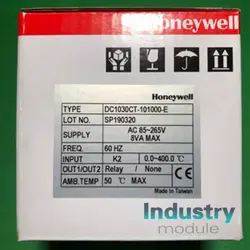 Honeywell
Honeywell
TYPE DC1030CT-101000-E
LOT NO. SP190320
SUPPLY AC 85~265V
8VA MAX
FREQ. 60 HZ
INPUT K2 0.0~400.0 ℃
OUT1/OUT2 Relay / None
AMB.TEMP 50 ℃ MAX
Made in Taiwan
Industry
module